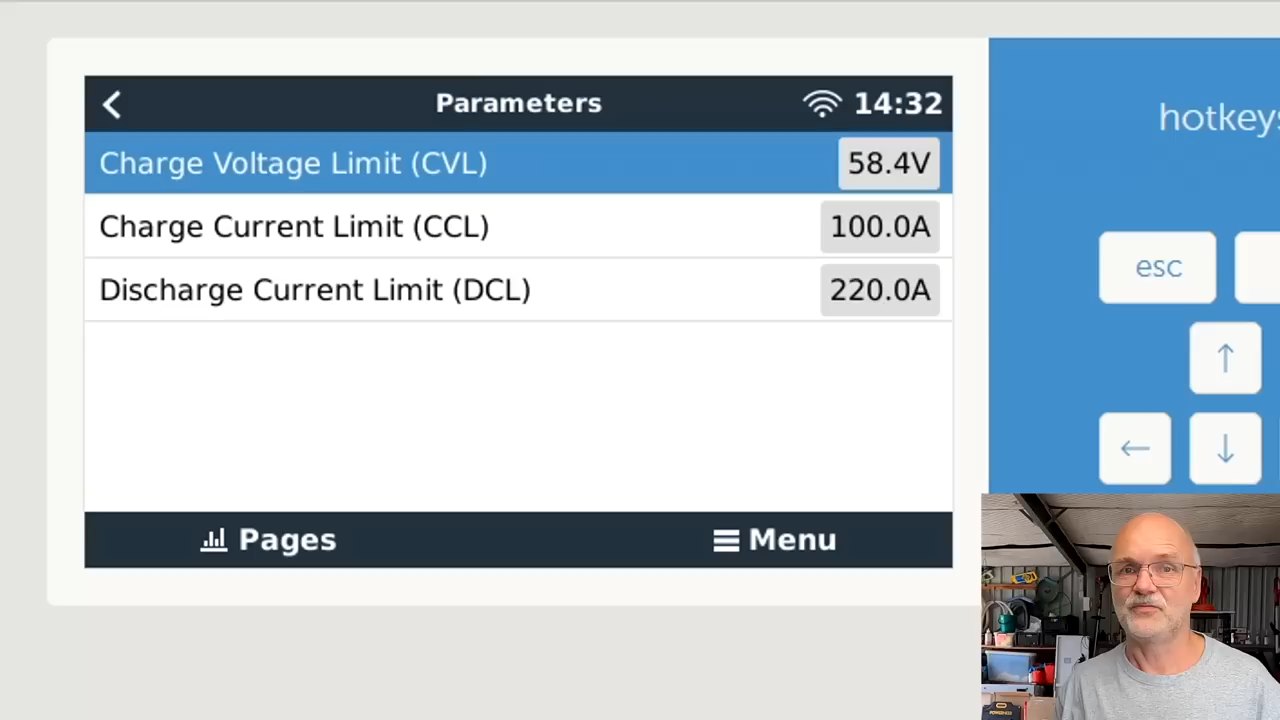 Parameters 14:32
Charge Voltage Limit (CVL) 58.4V
Charge Current Limit (CCL) 100.0A
Discharge Current Limit (DCL) 220.0A
Pages Menu
hotkeys
esc